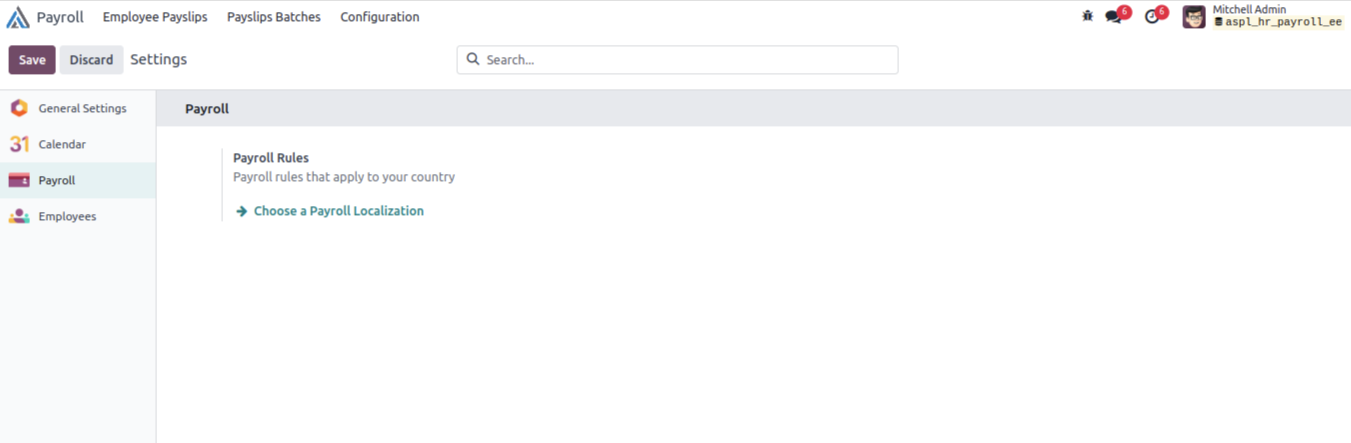 Payroll Employee Payslips Payslips Batches Configuration 6 6 Mitchell Admin
aspl_hr_payroll_ee
Save Discard Settings Search...
General Settings
31 Calendar
Payroll
Employees
Payroll
Payroll Rules
Payroll rules that apply to your country
Choose a Payroll Localization